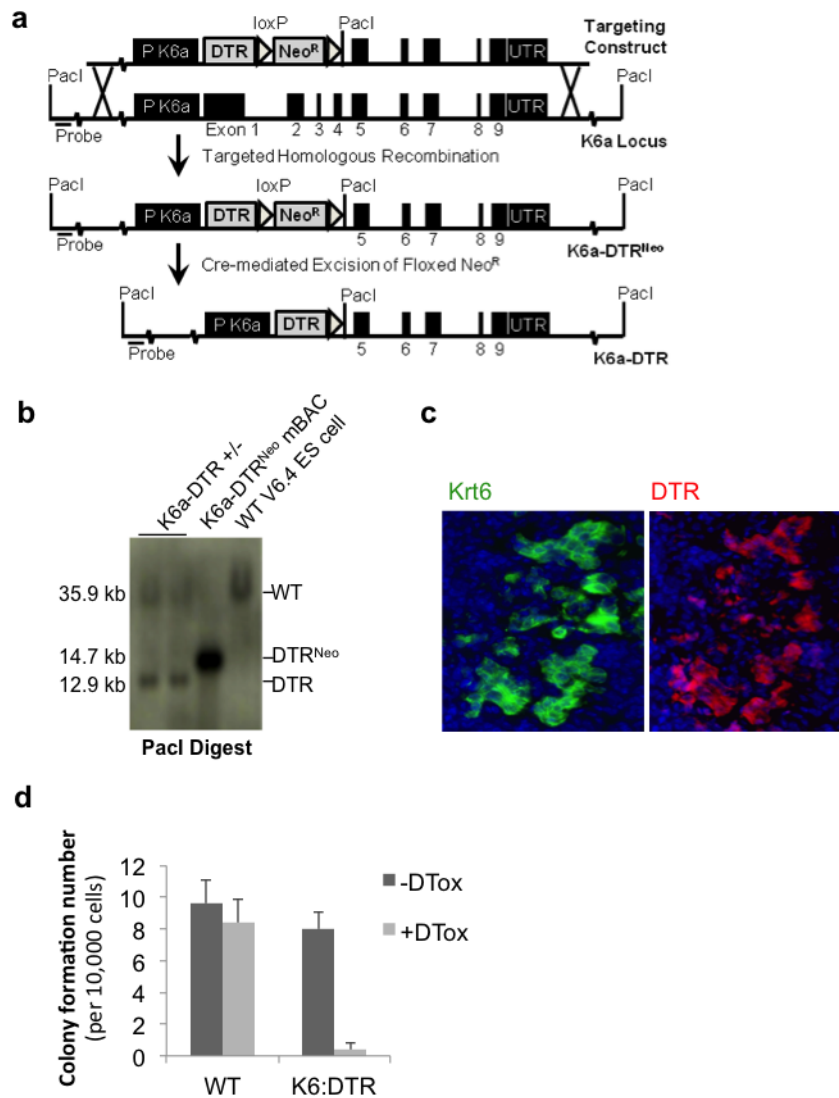 a
loxP PacI
P K6a DTR Neo^R UTR
Targeting Construct
PacI PacI
P K6a UTR
Probe Exon 1 2 3 4 5 6 7 8 9 K6a Locus
Targeted Homologous Recombination
loxP
PacI PacI PacI
P K6a DTR Neo^R UTR
Probe 5 6 7 8 9 K6a-DTR^Neo
Cre-mediated Excision of Floxed Neo^R
PacI PacI PacI
P K6a DTR UTR
Probe 5 6 7 8 9 K6a-DTR
b
K6a-DTR +/-
K6a-DTR^Neo mBAC
WT V6.4 ES cell
35.9 kb WT
14.7 kb DTR^Neo
12.9 kb DTR
PacI Digest
c
Krt6 DTR
d
Colony formation number
(per 10,000 cells)
12
10
8
6
4
2
0
WT K6:DTR
-DTox
+DTox